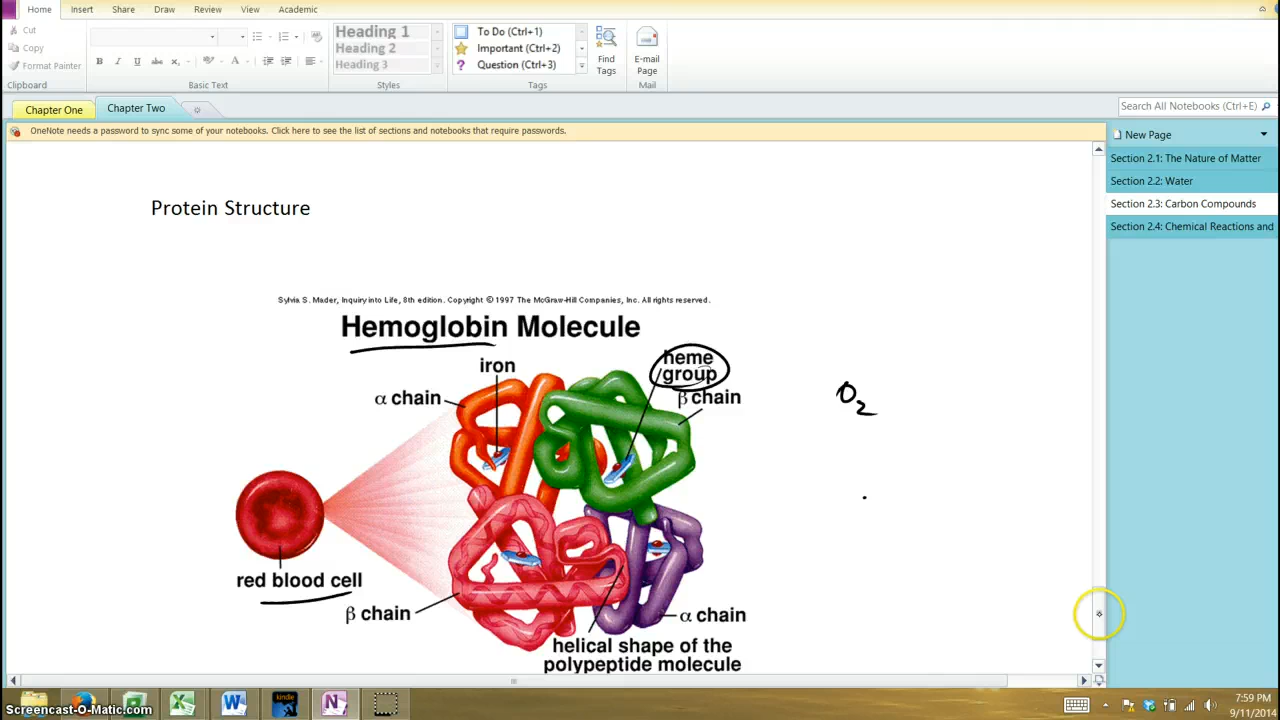 Home Insert Share Draw Review View Academic
Cut
Copy
Format Painter
Clipboard
B I U abc
Basic Text
Heading 1
Heading 2
Heading 3
Styles
To Do (Ctrl+1)
Important (Ctrl+2)
Question (Ctrl+3)
Tags
Find
Tags
E-mail
Page
Mail
Chapter One Chapter Two
Search All Notebooks (Ctrl+E)
OneNote needs a password to sync some of your notebooks. Click here to see the list of sections and notebooks that require passwords.
New Page
Section 2.1: The Nature of Matter
Section 2.2: Water
Section 2.3: Carbon Compounds
Section 2.4: Chemical Reactions and
Protein Structure
Sylvia S. Mader, Inquiry into Life, 8th edition. Copyright © 1997 The McGraw-Hill Companies, Inc. All rights reserved.
Hemoglobin Molecule
iron
heme
group
α chain
β chain
O2
red blood cell
β chain
α chain
helical shape of the
polypeptide molecule
kindle
Screencast-O-Matic.com
7:59 PM
9/11/2014